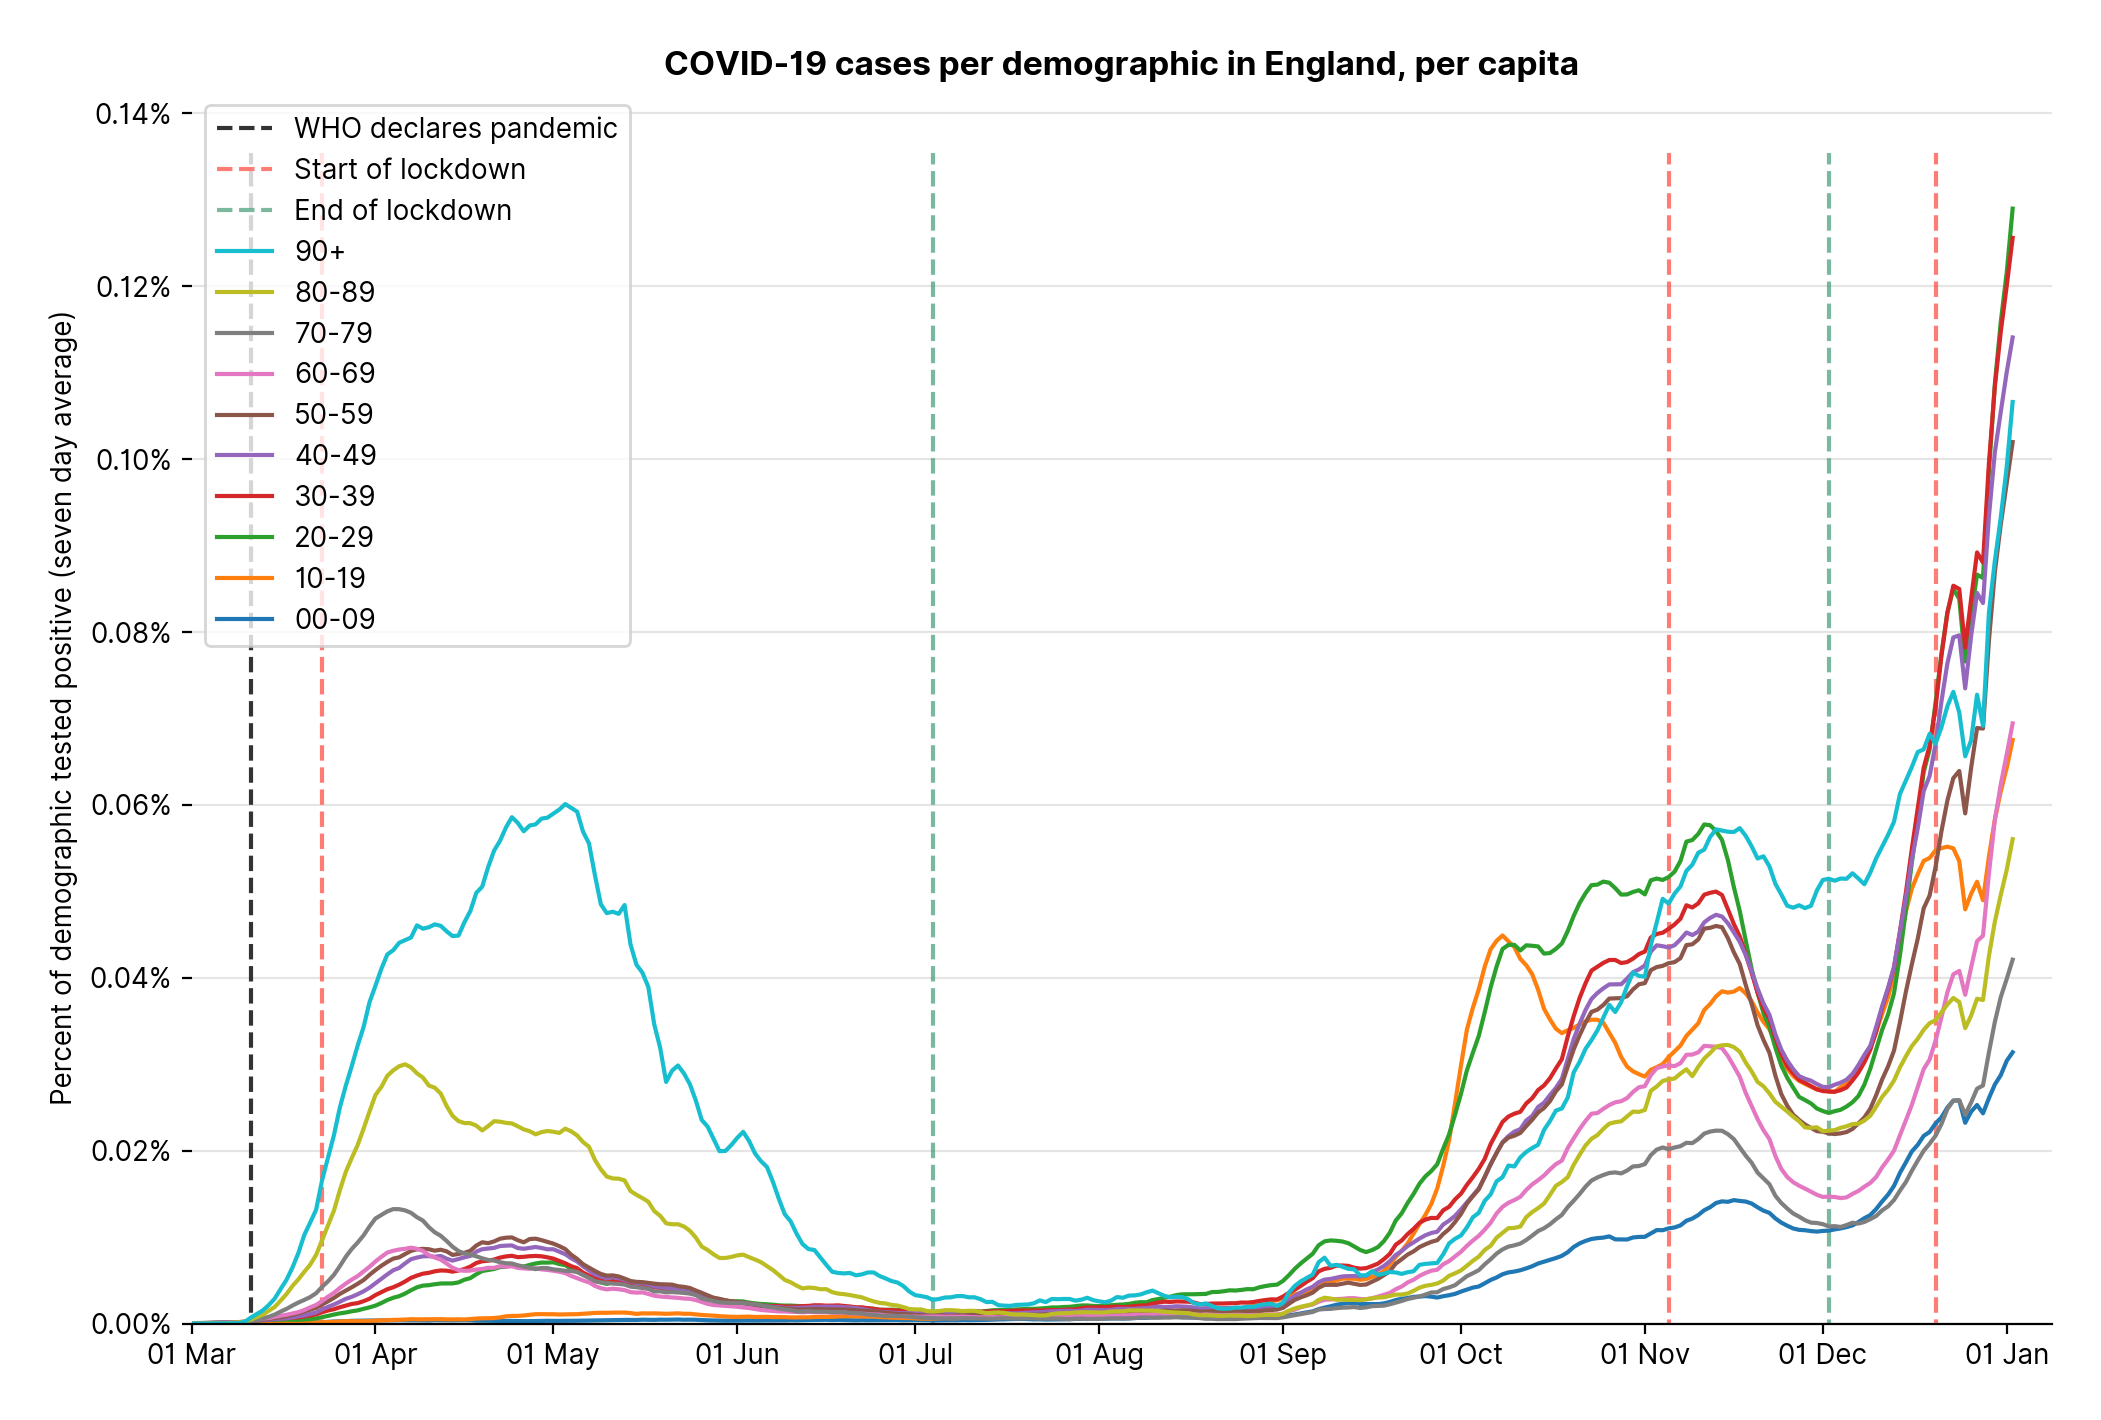 COVID-19 cases per demographic in England, per capita
Percent of demographic tested positive (seven day average)
0.14%
0.12%
0.10%
0.08%
0.06%
0.04%
0.02%
0.00%
WHO declares pandemic
Start of lockdown
End of lockdown
90+
80-89
70-79
60-69
50-59
40-49
30-39
20-29
10-19
00-09
01 Mar
01 Apr
01 May
01 Jun
01 Jul
01 Aug
01 Sep
01 Oct
01 Nov
01 Dec
01 Jan